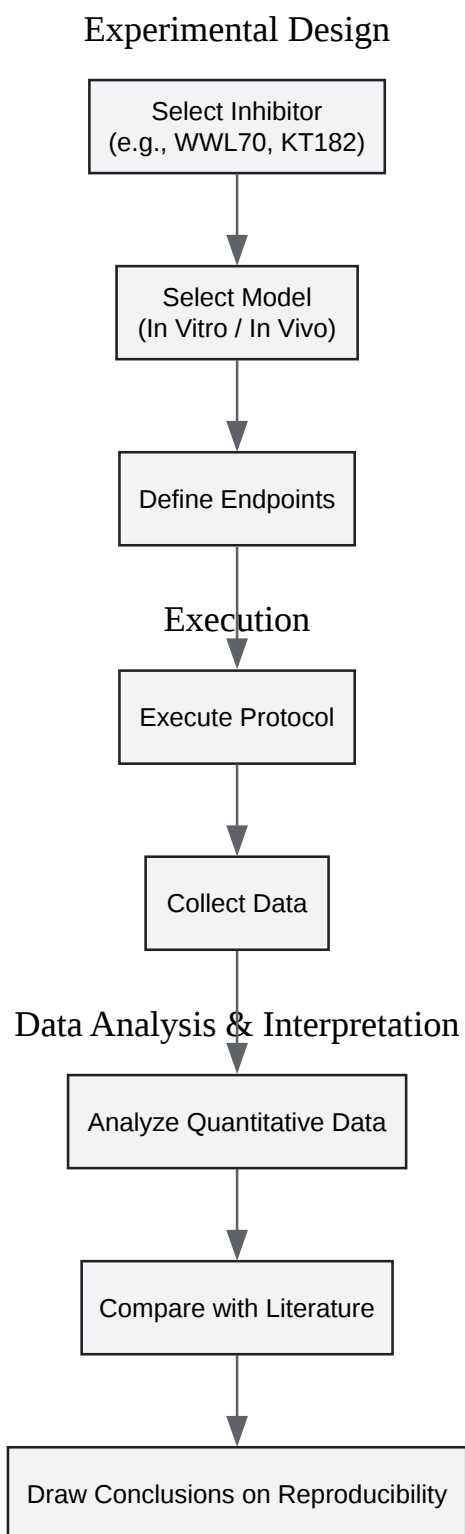 Experimental Design
Select Inhibitor
(e.g., WWL70, KT182)
Select Model
(In Vitro / In Vivo)
Define Endpoints
Execution
Execute Protocol
Collect Data
Data Analysis & Interpretation
Analyze Quantitative Data
Compare with Literature
Draw Conclusions on Reproducibility